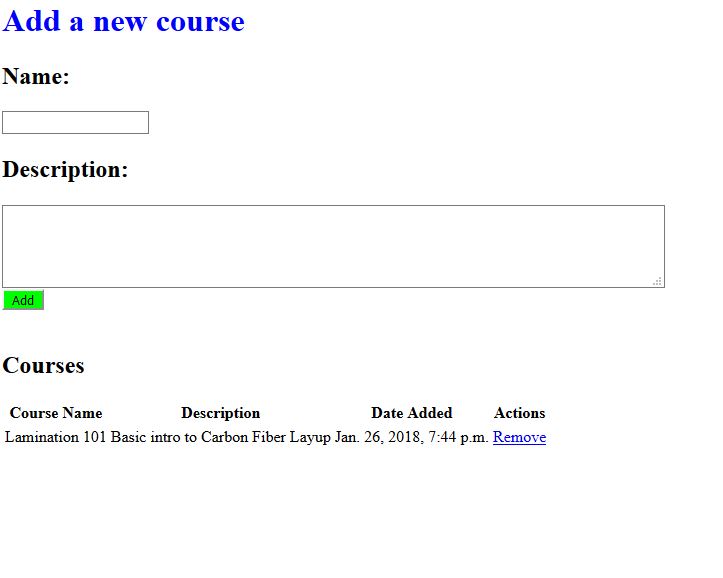 Add a new course
Name:
Description:
Add
Courses
Course Name Description Date Added Actions
Lamination 101 Basic intro to Carbon Fiber Layup Jan. 26, 2018, 7:44 p.m. Remove